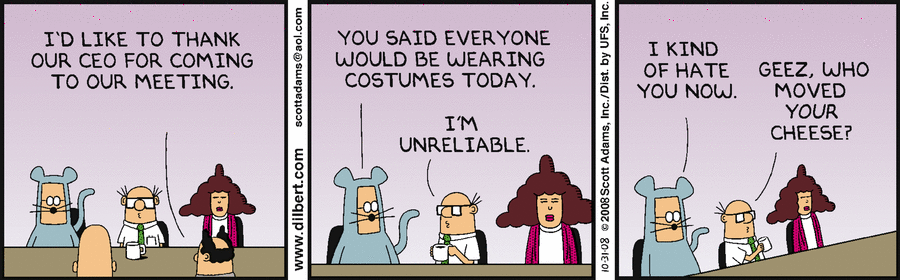 I'D LIKE TO THANK
OUR CEO FOR COMING
TO OUR MEETING.
www.dilbert.com scottadams@aol.com
YOU SAID EVERYONE
WOULD BE WEARING
COSTUMES TODAY.
I'M
UNRELIABLE.
10-31-08 © 2008 Scott Adams, Inc./Dist. by UFS, Inc.
I KIND
OF HATE
YOU NOW.
GEEZ, WHO
MOVED
YOUR
CHEESE?